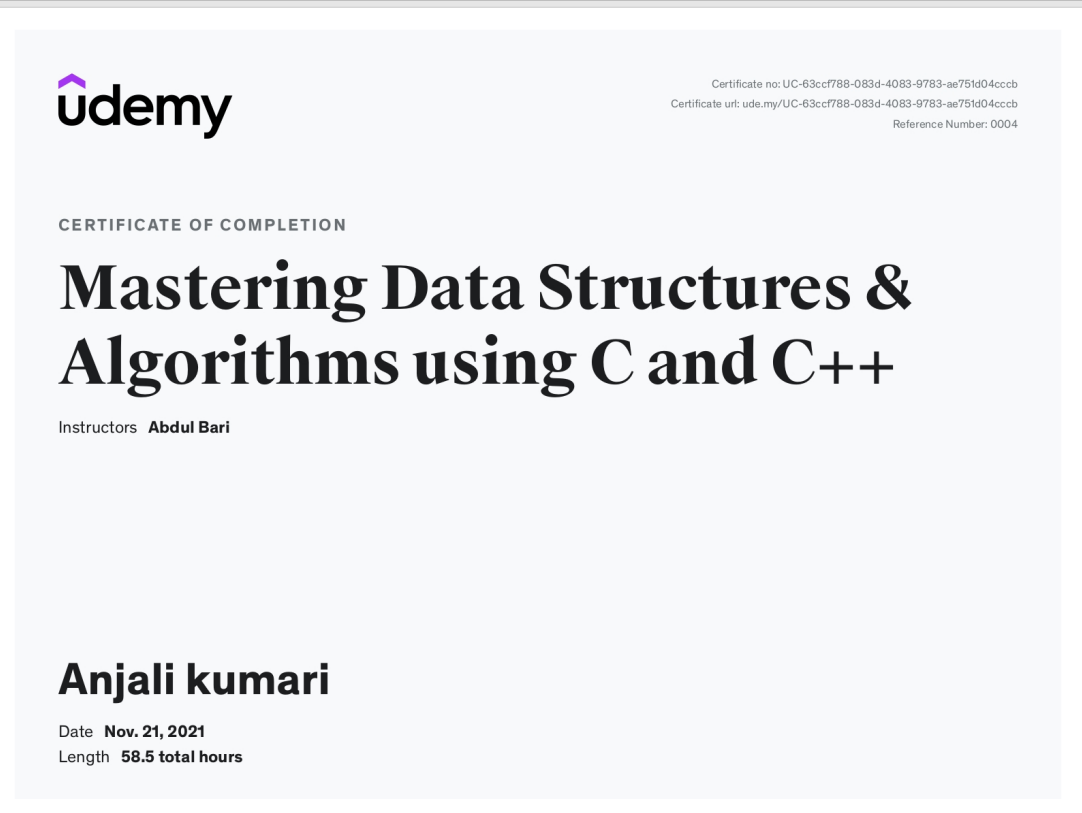 udemy
Certificate no: UC-63ccf788-083d-4083-9783-ae751d04cccb
Certificate url: ude.my/UC-63ccf788-083d-4083-9783-ae751d04cccb
Reference Number: 0004
CERTIFICATE OF COMPLETION
Mastering Data Structures &
Algorithms using C and C++
Instructors Abdul Bari
Anjali kumari
Date Nov. 21, 2021
Length 58.5 total hours